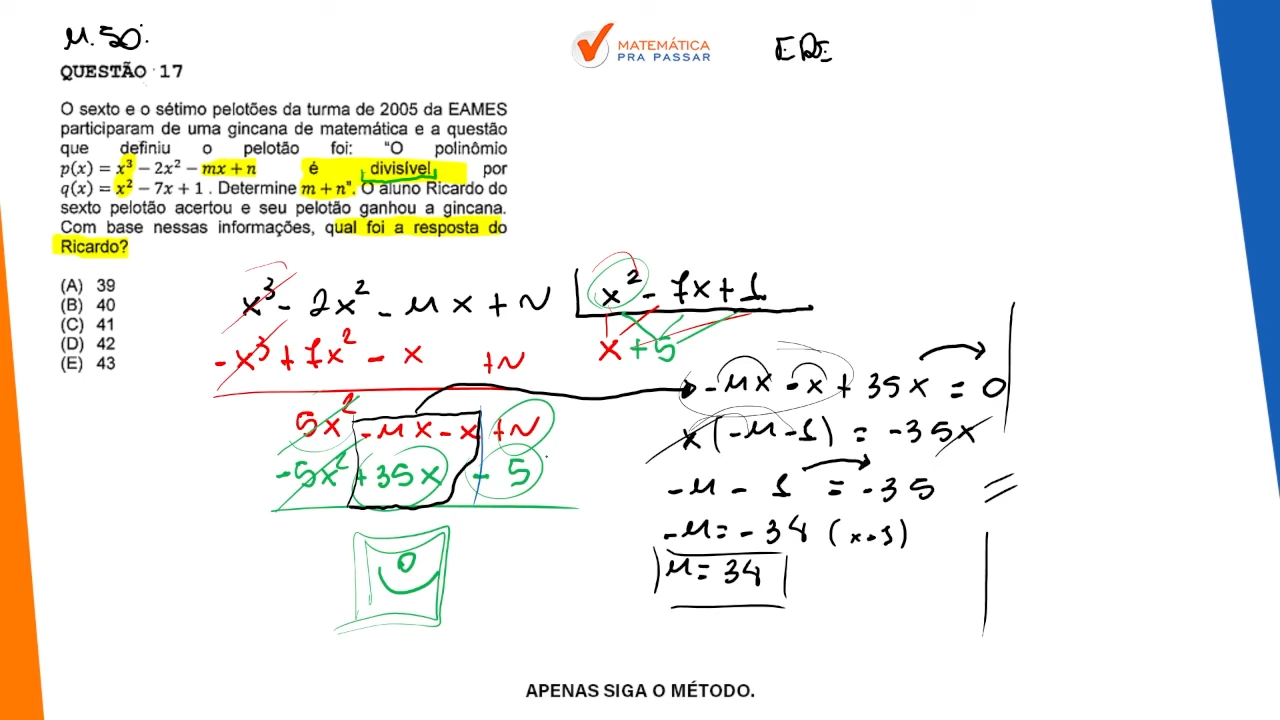 M.50.
MATEMÁTICA
PRA PASSAR
QUESTÃO 17
O sexto e o sétimo pelotões da turma de 2005 da EAMES
participaram de uma gincana de matemática e a questão
que definiu o pelotão foi: "O polinômio
p(x) = x³ − 2x² − mx + n é divisível por
q(x) = x² − 7x + 1 . Determine m + n". O aluno Ricardo do
sexto pelotão acertou e seu pelotão ganhou a gincana.
Com base nessas informações, qual foi a resposta do
Ricardo?
(A) 39
(B) 40
(C) 41
(D) 42
(E) 43
x³ - 2x² - Mx + N
x² - 7x + 1
-x³ + 7x² - x +N
x + 5
5x² -Mx - x +N
-5x² +35x - 5
0
-Mx - x + 35x = 0
x(-M - 1) = -35x
-M - 1 = -35
-M = -34 (x-1)
M = 34
APENAS SIGA O MÉTODO.